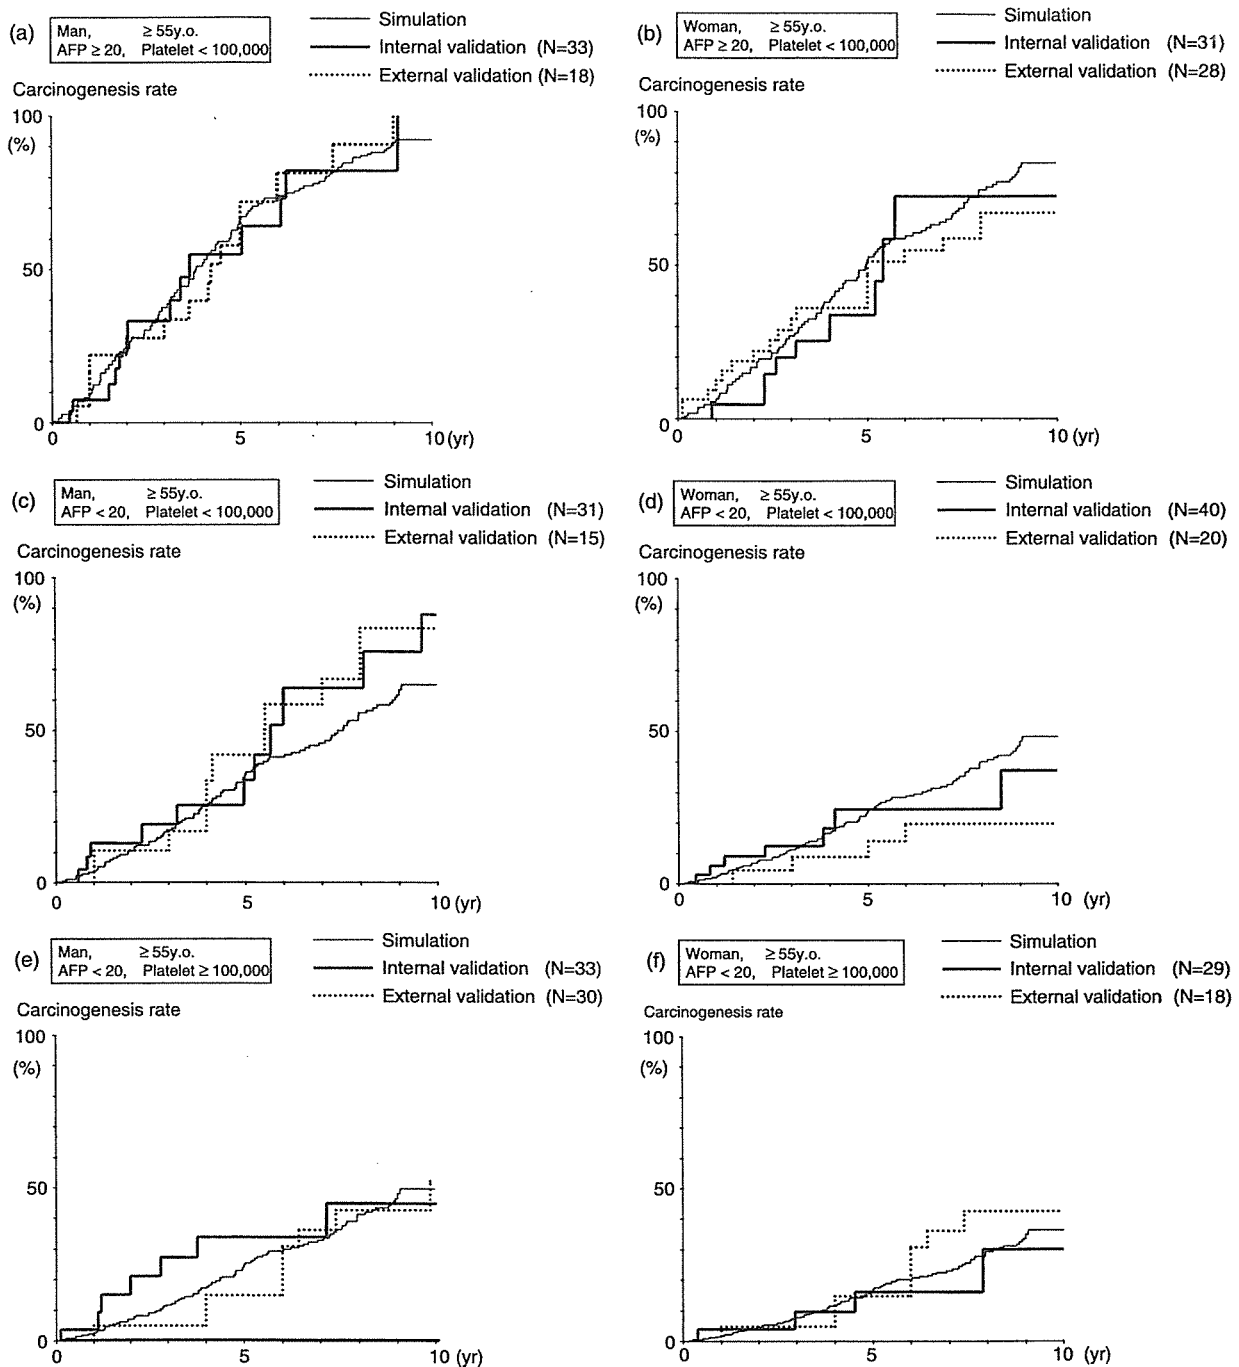 (a)
Man, ≥ 55y.o.
AFP ≥ 20, Platelet < 100,000
Simulation
Internal validation (N=33)
External validation (N=18)
Carcinogenesis rate
100
(%)
50
0
0 5 10 (yr)
(b)
Woman, ≥ 55y.o.
AFP ≥ 20, Platelet < 100,000
Simulation
Internal validation (N=31)
External validation (N=28)
Carcinogenesis rate
100
(%)
50
0
0 5 10 (yr)
(c)
Man, ≥ 55y.o.
AFP < 20, Platelet < 100,000
Simulation
Internal validation (N=31)
External validation (N=15)
Carcinogenesis rate
100
(%)
50
0
0 5 10 (yr)
(d)
Woman, ≥ 55y.o.
AFP < 20, Platelet < 100,000
Simulation
Internal validation (N=40)
External validation (N=20)
Carcinogenesis rate
100
(%)
50
0
0 5 10 (yr)
(e)
Man, ≥ 55y.o.
AFP < 20, Platelet ≥ 100,000
Simulation
Internal validation (N=33)
External validation (N=30)
Carcinogenesis rate
100
(%)
50
0
0 5 10 (yr)
(f)
Woman, ≥ 55y.o.
AFP < 20, Platelet ≥ 100,000
Simulation
Internal validation (N=29)
External validation (N=18)
Carcinogenesis rate
100
(%)
50
0
0 5 10 (yr)